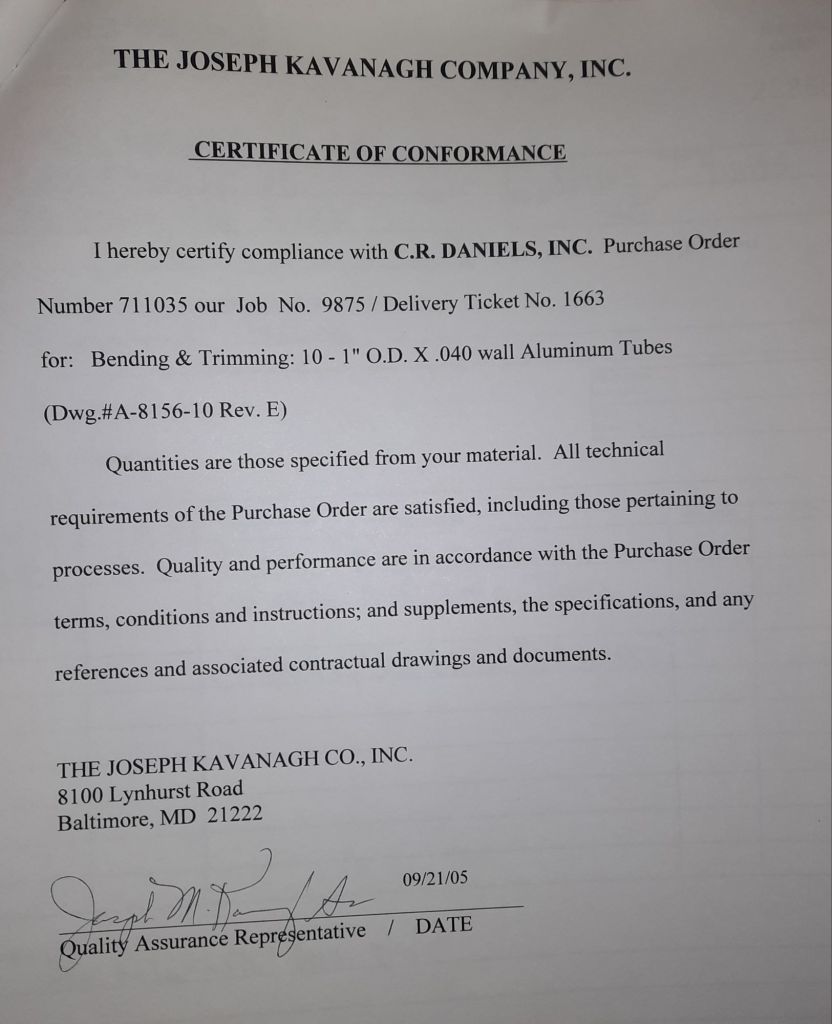 THE JOSEPH KAVANAGH COMPANY, INC.
CERTIFICATE OF CONFORMANCE
I hereby certify compliance with C.R. DANIELS, INC. Purchase Order
Number 711035 our Job No. 9875 / Delivery Ticket No. 1663
for: Bending & Trimming: 10 - 1" O.D. X .040 wall Aluminum Tubes
(Dwg.#A-8156-10 Rev. E)
Quantities are those specified from your material. All technical
requirements of the Purchase Order are satisfied, including those pertaining to
processes. Quality and performance are in accordance with the Purchase Order
terms, conditions and instructions; and supplements, the specifications, and any
references and associated contractual drawings and documents.
THE JOSEPH KAVANAGH CO., INC.
8100 Lynhurst Road
Baltimore, MD 21222
Joseph M.
09/21/05
Quality Assurance Representative / DATE